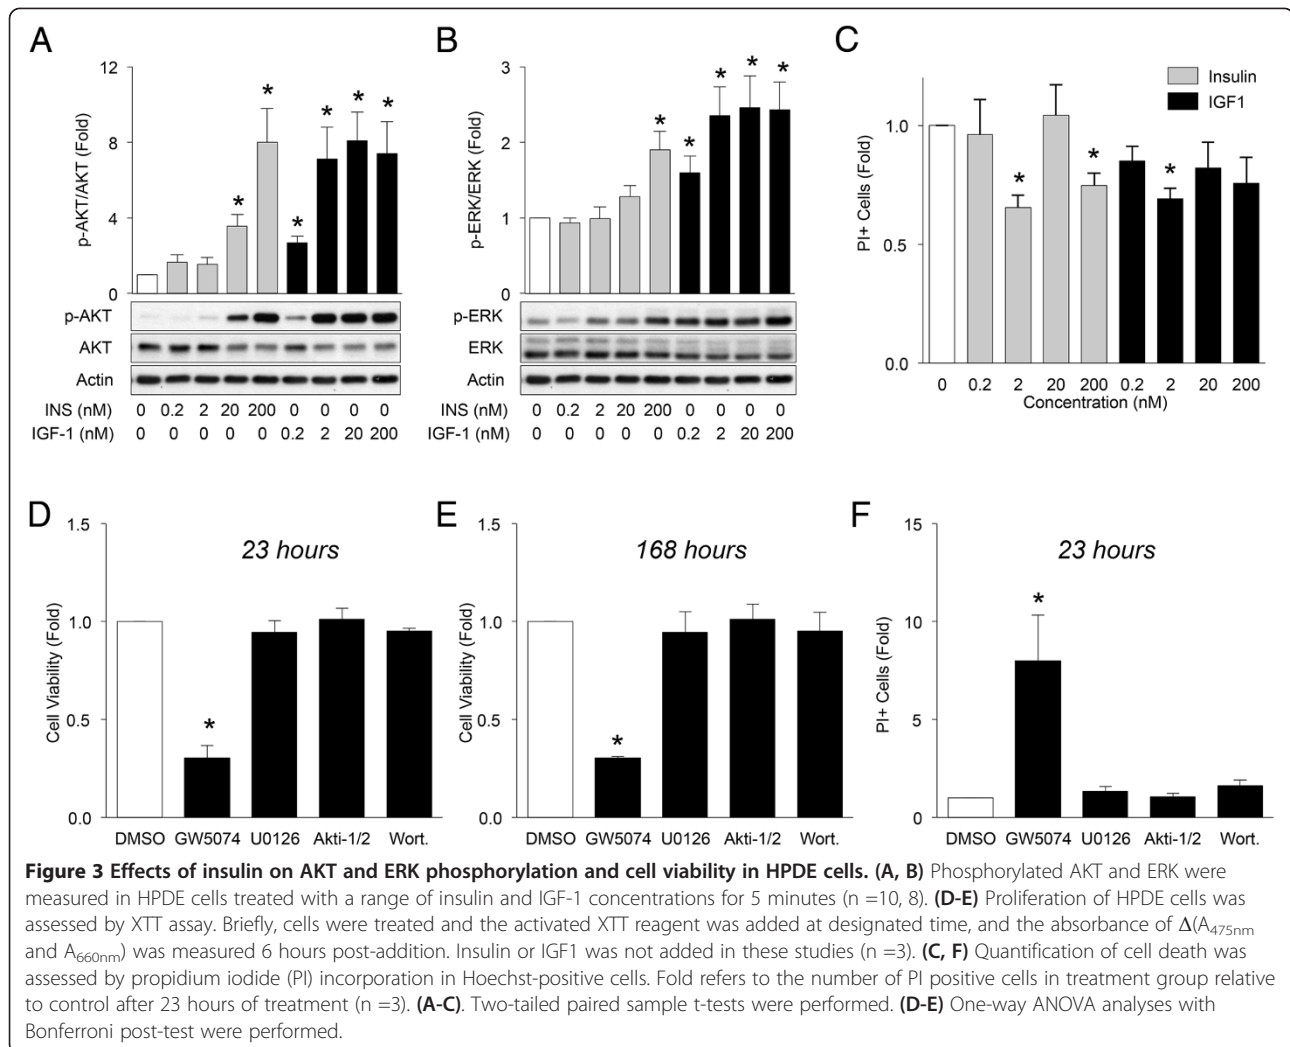 A
p-AKT/AKT (Fold)
12
8
4
0
* * * * *
p-AKT
AKT
Actin
INS (nM) 0 0.2 2 20 200 0 0 0 0
IGF-1 (nM) 0 0 0 0 0 0.2 2 20 200
B
p-ERK/ERK (Fold)
3
2
1
0
* * * * *
p-ERK
ERK
Actin
INS (nM) 0 0.2 2 20 200 0 0 0 0
IGF-1 (nM) 0 0 0 0 0 0.2 2 20 200
C
Insulin
IGF1
PI+ Cells (Fold)
1.0
0.5
0.0
* * *
0 0.2 2 20 200 0.2 2 20 200
Concentration (nM)
D
23 hours
Cell Viability (Fold)
1.5
1.0
0.5
0.0
*
DMSO GW5074 U0126 Akti-1/2 Wort.
E
168 hours
Cell Viability (Fold)
1.5
1.0
0.5
0.0
*
DMSO GW5074 U0126 Akti-1/2 Wort.
F
23 hours
PI+ Cells (Fold)
15
10
5
0
*
DMSO GW5074 U0126 Akti-1/2 Wort.
Figure 3 Effects of insulin on AKT and ERK phosphorylation and cell viability in HPDE cells. (A, B) Phosphorylated AKT and ERK were
measured in HPDE cells treated with a range of insulin and IGF-1 concentrations for 5 minutes (n =10, 8). (D-E) Proliferation of HPDE cells was
assessed by XTT assay. Briefly, cells were treated and the activated XTT reagent was added at designated time, and the absorbance of Δ(A475nm
and A660nm) was measured 6 hours post-addition. Insulin or IGF1 was not added in these studies (n =3). (C, F) Quantification of cell death was
assessed by propidium iodide (PI) incorporation in Hoechst-positive cells. Fold refers to the number of PI positive cells in treatment group relative
to control after 23 hours of treatment (n =3). (A-C). Two-tailed paired sample t-tests were performed. (D-E) One-way ANOVA analyses with
Bonferroni post-test were performed.